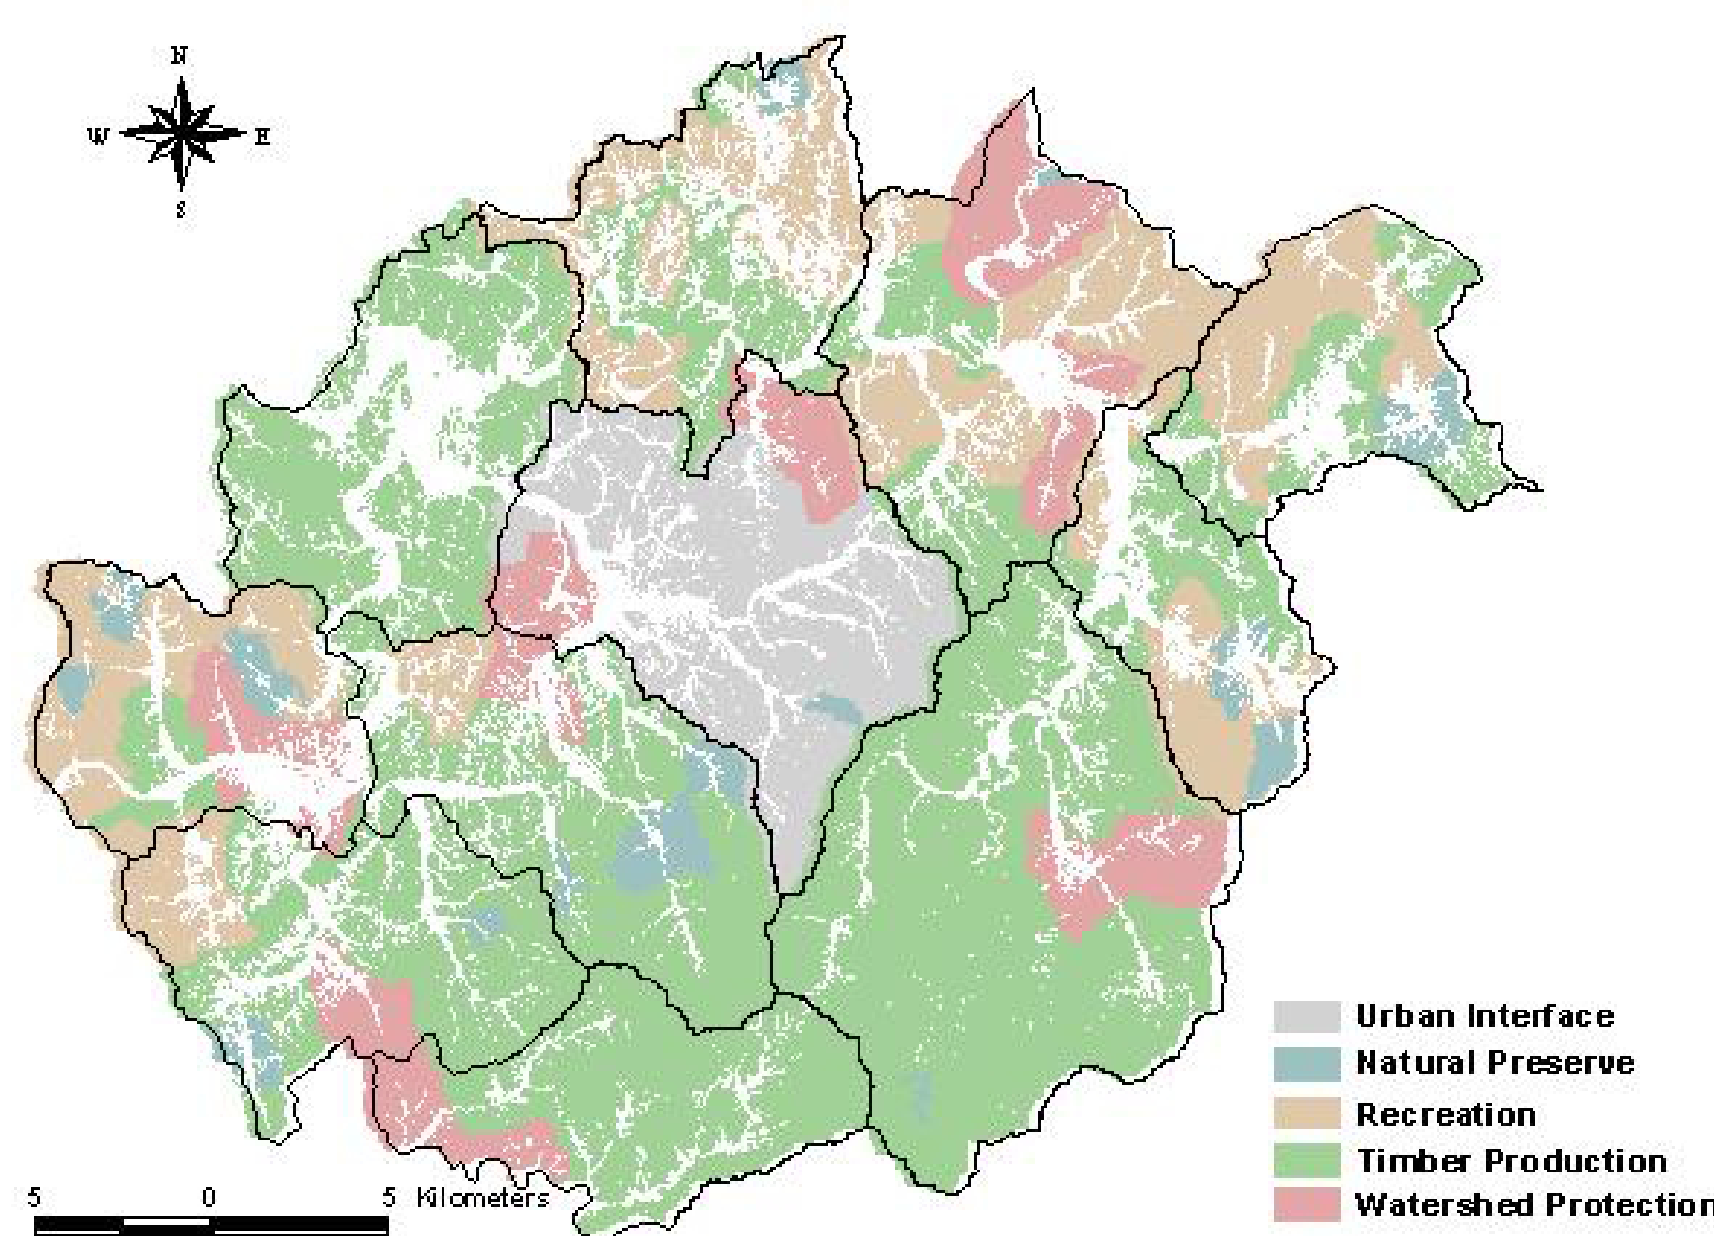 N
W E
S
Urban Interface
Natural Preserve
Recreation
Timber Production
Watershed Protection
5 0 5 Kilometers